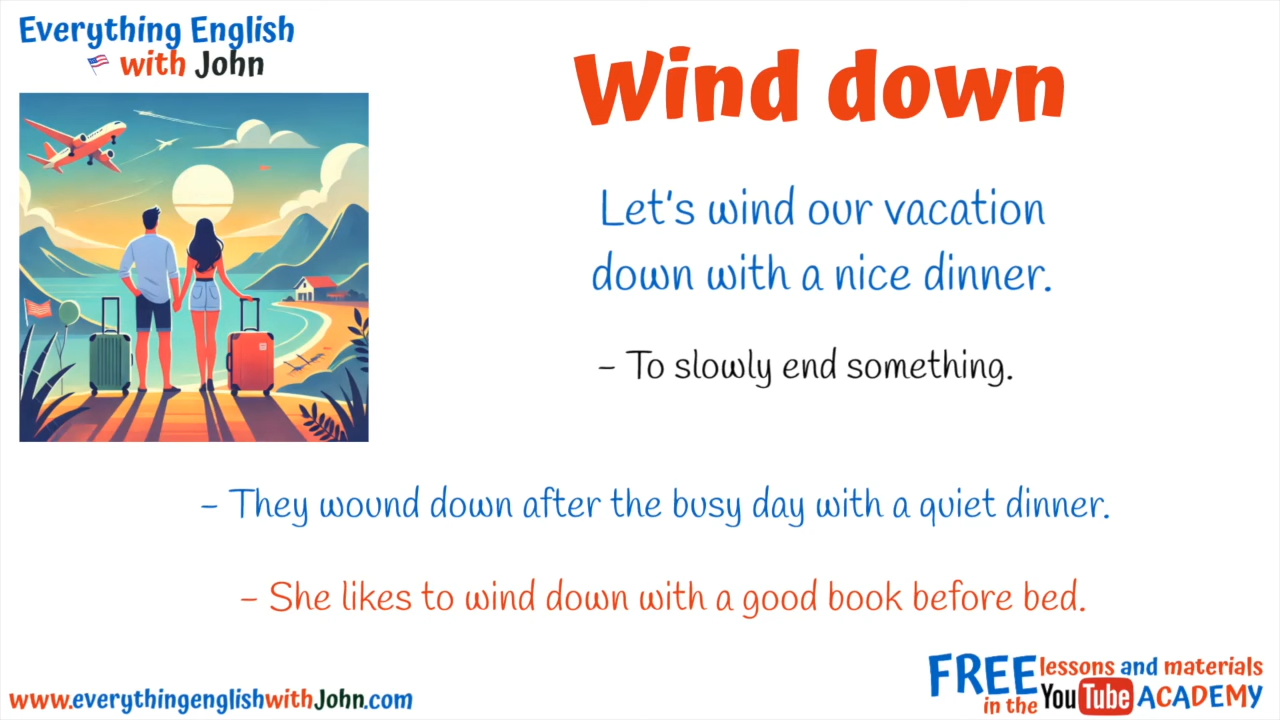 Everything English
with John
Wind down
Let's wind our vacation
down with a nice dinner.
- To slowly end something.
- They wound down after the busy day with a quiet dinner.
- She likes to wind down with a good book before bed.
www.everythingenglishwithJohn.com
FREE lessons and materials
in the YouTube ACADEMY